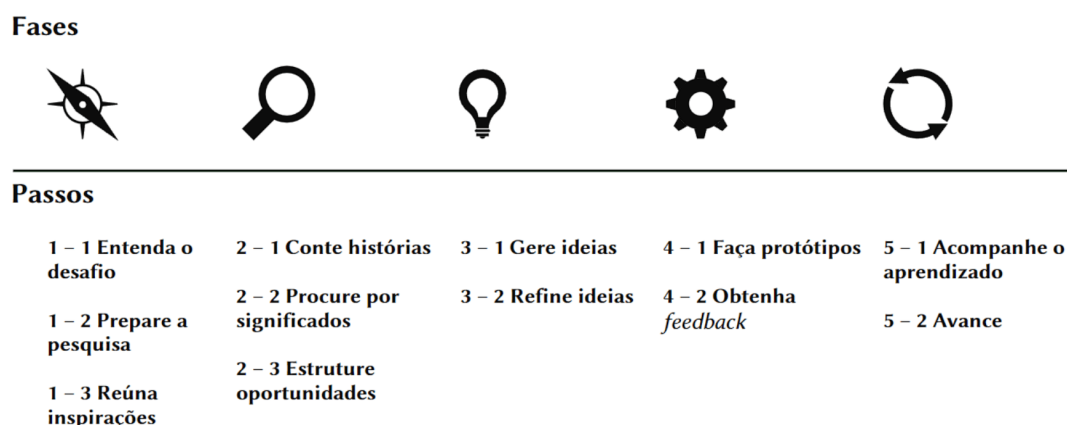 Fases
Passos
1 – 1 Entenda o
desafio
1 – 2 Prepare a
pesquisa
1 – 3 Reúna
inspirações
2 – 1 Conte histórias
2 – 2 Procure por
significados
2 – 3 Estruture
oportunidades
3 – 1 Gere ideias
3 – 2 Refine ideias
4 – 1 Faça protótipos
4 – 2 Obtenha
feedback
5 – 1 Acompanhe o
aprendizado
5 – 2 Avance